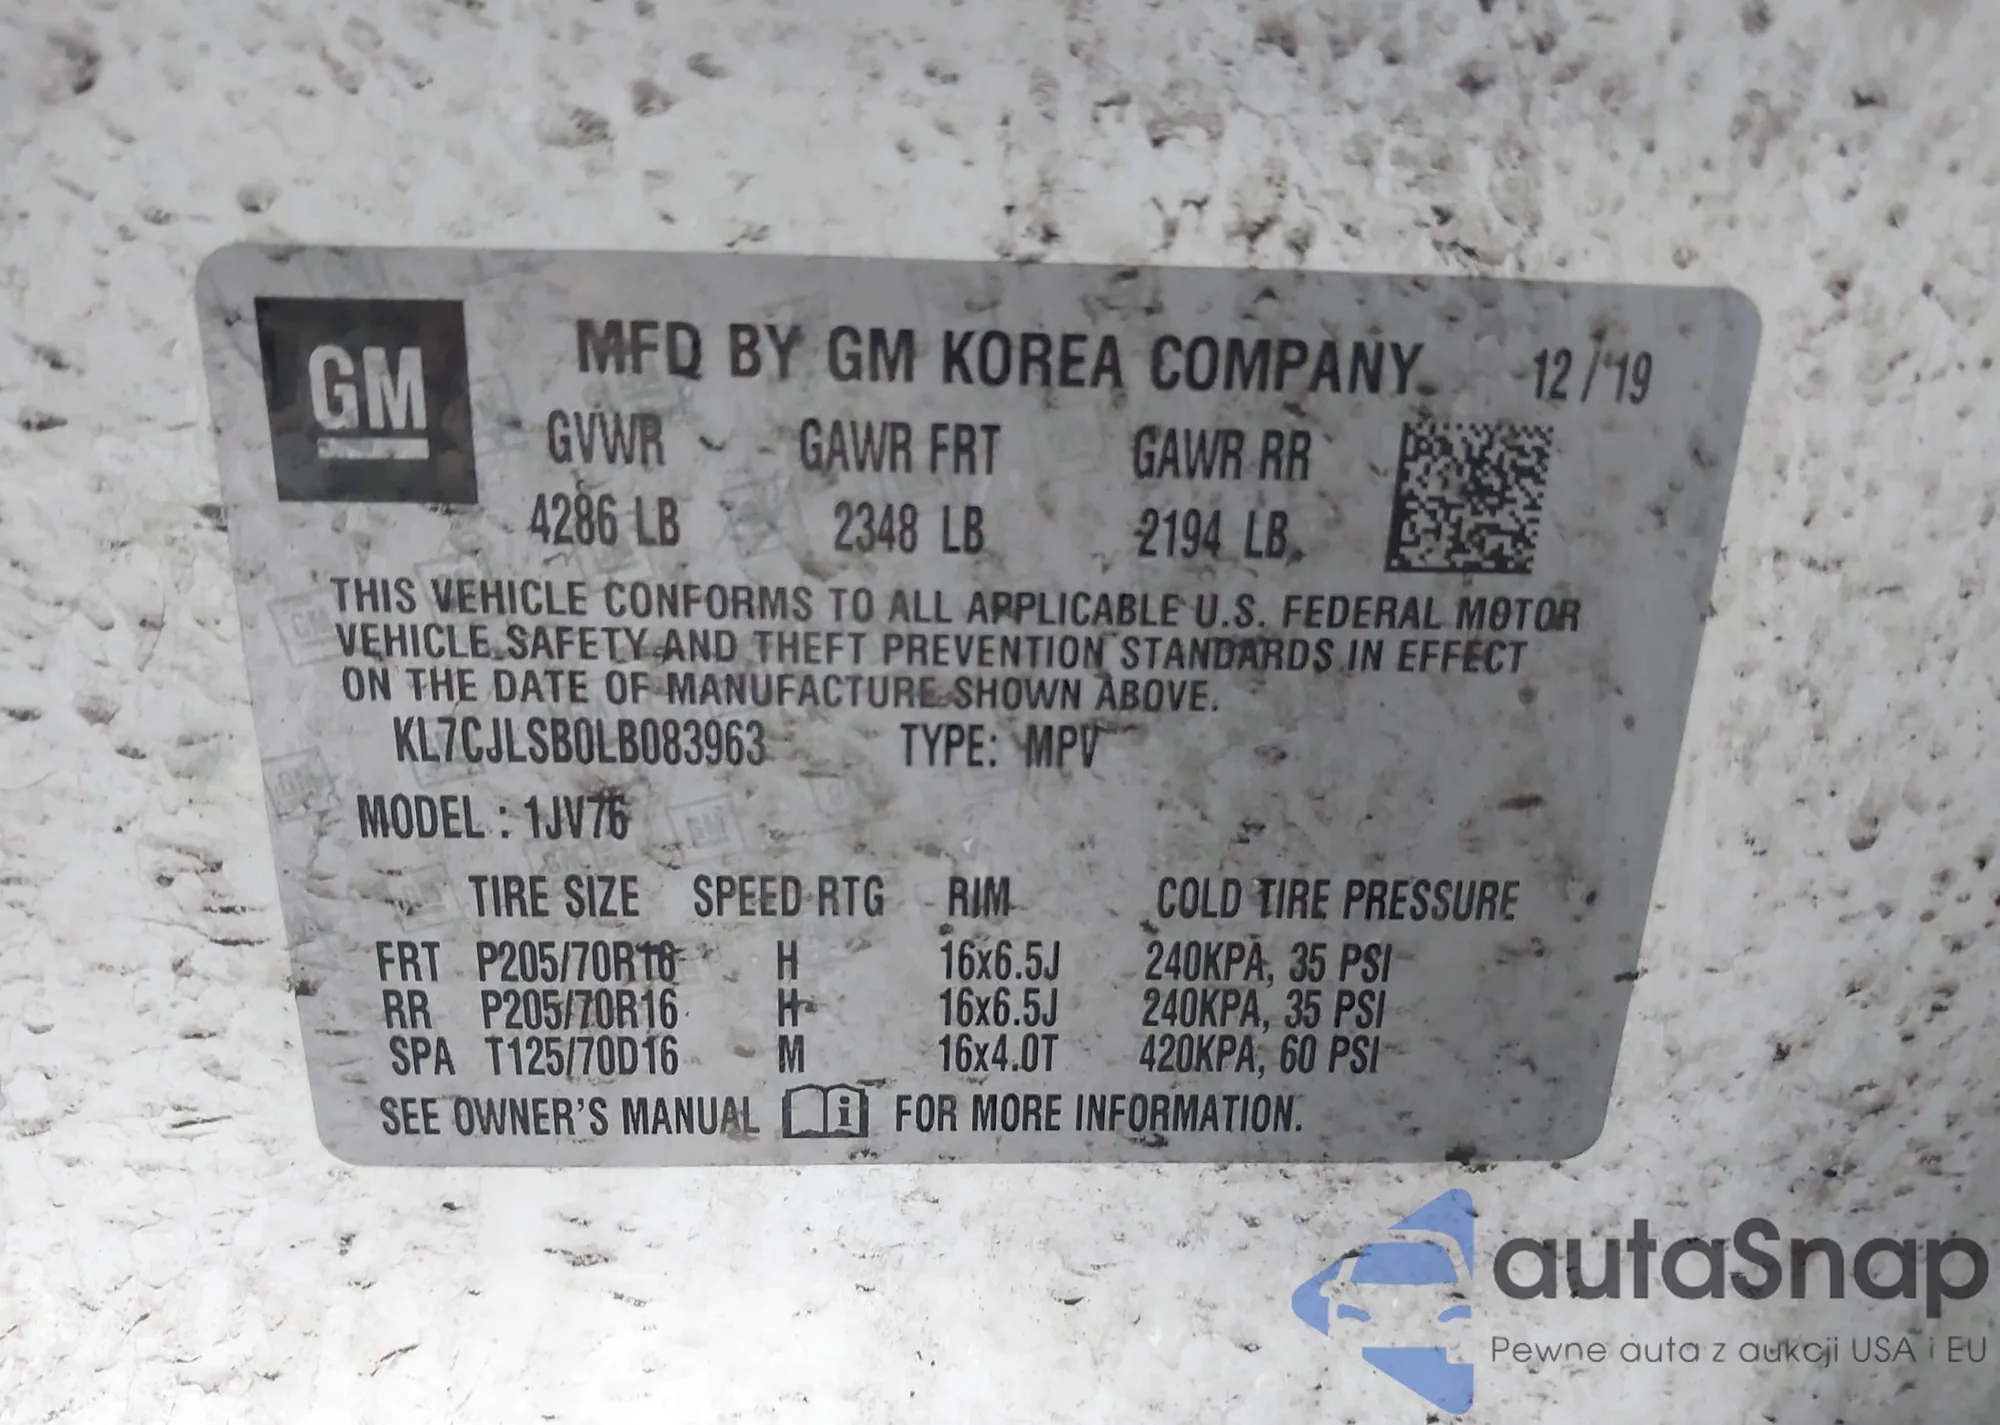 GM
MFD BY GM KOREA COMPANY 12/'19
GVWR GAWR FRT GAWR RR
4286 LB 2348 LB 2194 LB
THIS VEHICLE CONFORMS TO ALL APPLICABLE U.S. FEDERAL MOTOR
VEHICLE SAFETY AND THEFT PREVENTION STANDARDS IN EFFECT
ON THE DATE OF MANUFACTURE SHOWN ABOVE.
KL7CJLSB0LB083963 TYPE: MPV
MODEL : 1JV76
TIRE SIZE SPEED RTG RIM COLD TIRE PRESSURE
FRT P205/70R16 H 16x6.5J 240KPA, 35 PSI
RR P205/70R16 H 16x6.5J 240KPA, 35 PSI
SPA T125/70D16 M 16x4.0T 420KPA, 60 PSI
SEE OWNER'S MANUAL i FOR MORE INFORMATION.
autaSnap
Pewne auta z aukcji USA i EU